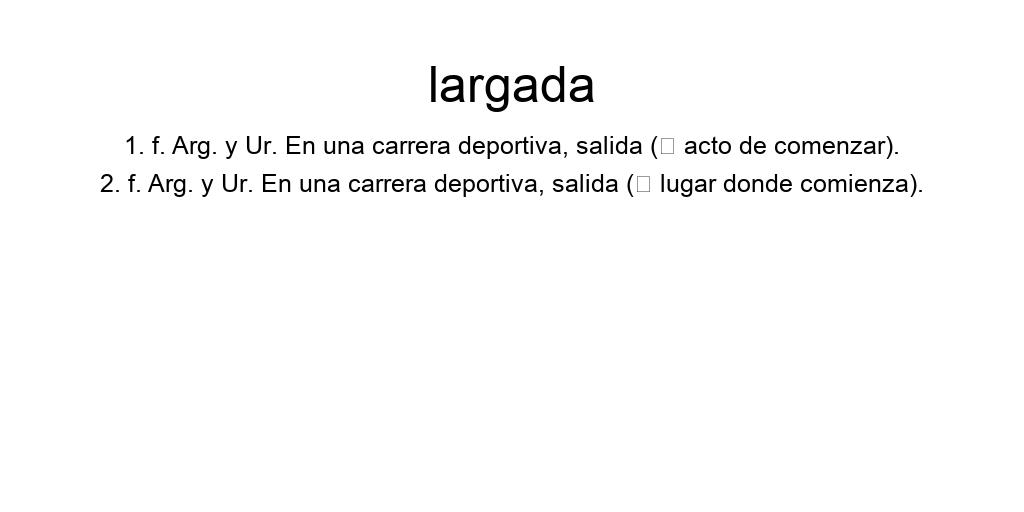 largada
1. f. Arg. y Ur. En una carrera deportiva, salida (□ acto de comenzar).
2. f. Arg. y Ur. En una carrera deportiva, salida (□ lugar donde comienza).